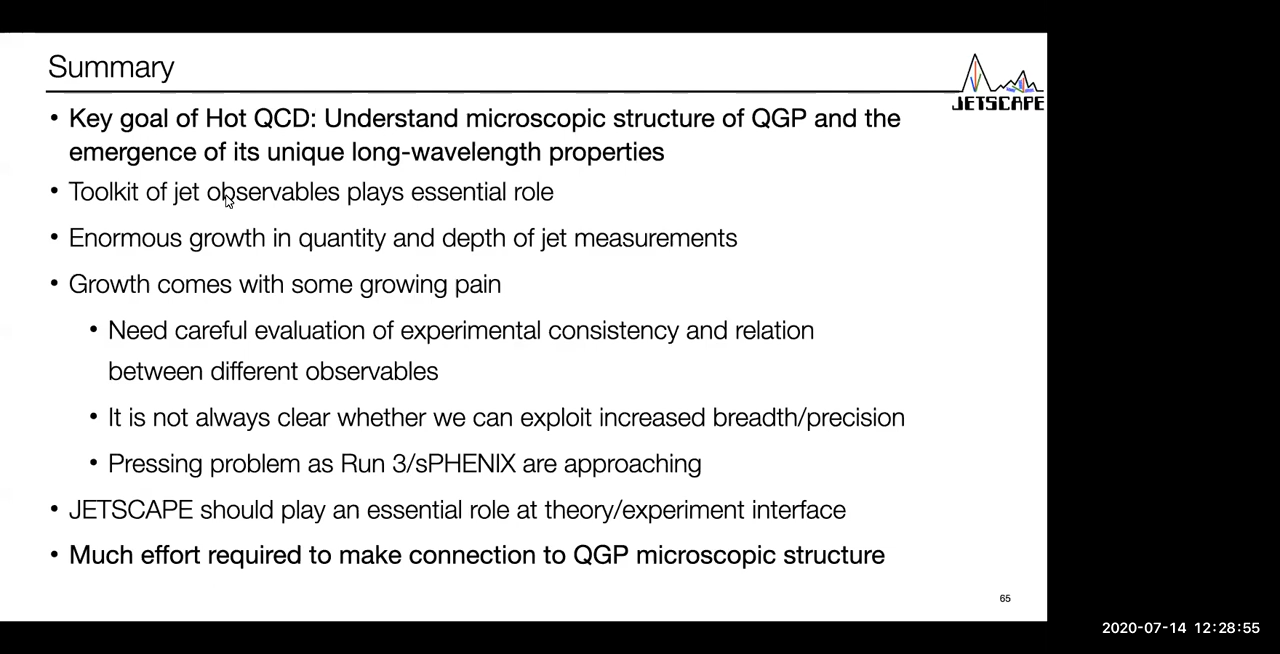 Summary
JETSCAPE
• Key goal of Hot QCD: Understand microscopic structure of QGP and the
emergence of its unique long-wavelength properties
• Toolkit of jet observables plays essential role
• Enormous growth in quantity and depth of jet measurements
• Growth comes with some growing pain
• Need careful evaluation of experimental consistency and relation
between different observables
• It is not always clear whether we can exploit increased breadth/precision
• Pressing problem as Run 3/sPHENIX are approaching
• JETSCAPE should play an essential role at theory/experiment interface
• Much effort required to make connection to QGP microscopic structure
65
2020-07-14 12:28:55